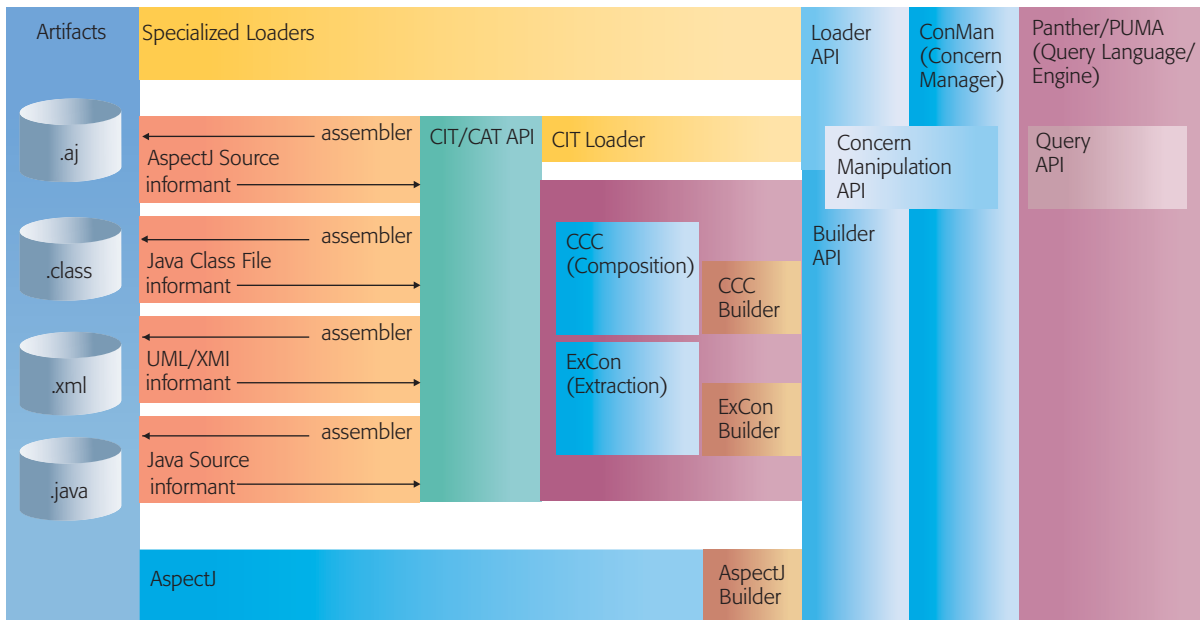 Artifacts
Specialized Loaders
Loader
API
ConMan
(Concern
Manager)
Panther/PUMA
(Query Language/
Engine)
.aj
assembler
AspectJ Source
informant
CIT/CAT API
CIT Loader
Concern
Manipulation
API
Query
API
.class
assembler
Java Class File
informant
CCC
(Composition)
CCC
Builder
Builder
API
.xml
assembler
UML/XMI
informant
ExCon
(Extraction)
ExCon
Builder
.java
assembler
Java Source
informant
AspectJ
AspectJ
Builder